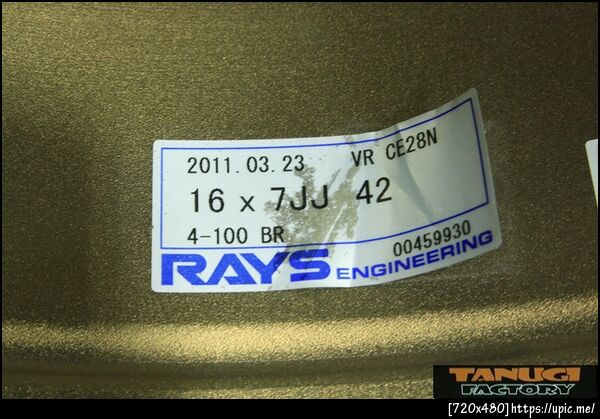 2011.03.23 VR CE28N
16 x 7JJ 42
4-100 BR 00459930
RAYS ENGINEERING
TANUGI
FACTORY
[720x480]https://upic.me/